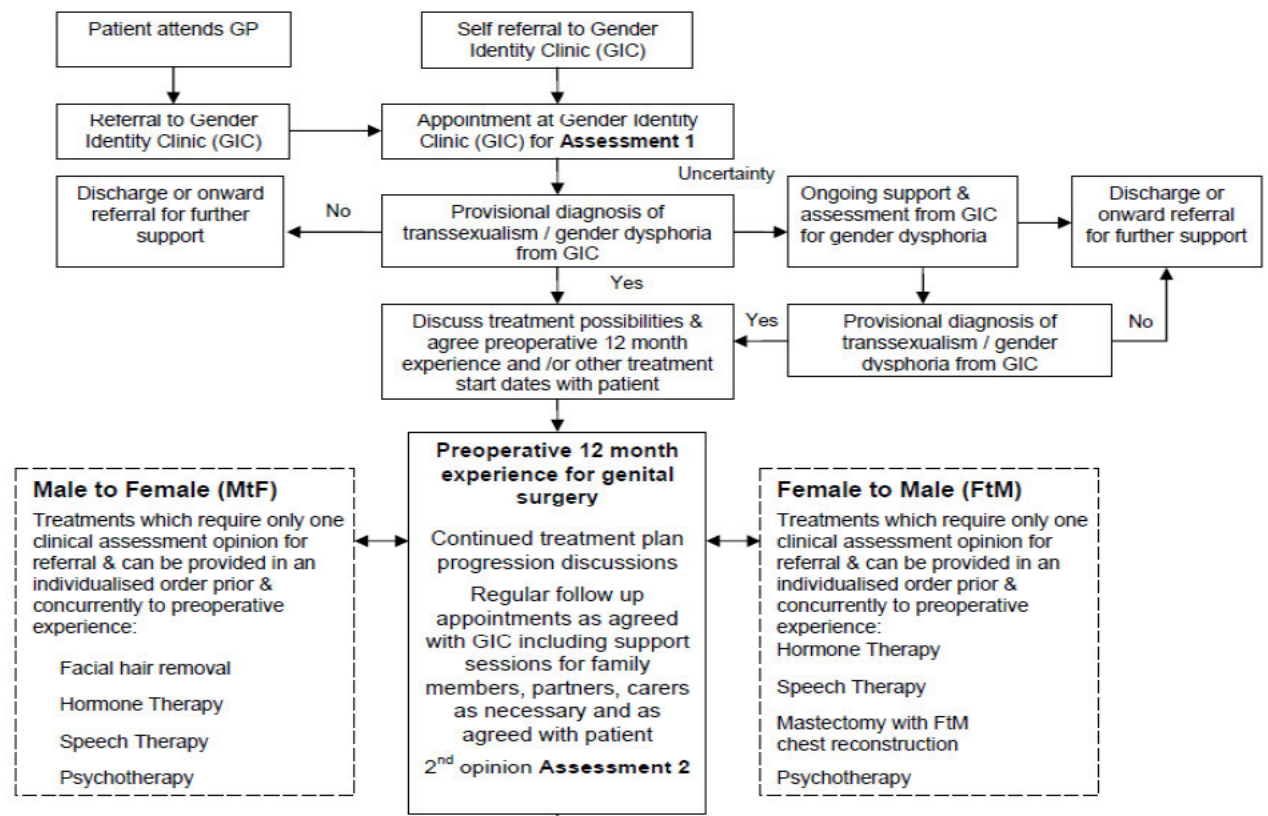 Patient attends GP
Self referral to Gender
Identity Clinic (GIC)
Referral to Gender
Identity Clinic (GIC)
Appointment at Gender Identity
Clinic (GIC) for Assessment 1
Uncertainty
Discharge or onward
referral for further
support
No
Provisional diagnosis of
transsexualism / gender dysphoria
from GIC
Ongoing support &
assessment from GIC
for gender dysphoria
Discharge or
onward referral
for further support
Yes
Discuss treatment possibilities &
agree preoperative 12 month
experience and /or other treatment
start dates with patient
Yes
Provisional diagnosis of
transsexualism / gender
dysphoria from GIC
No
Male to Female (MtF)
Treatments which require only one
clinical assessment opinion for
referral & can be provided in an
individualised order prior &
concurrently to preoperative
experience:
Facial hair removal
Hormone Therapy
Speech Therapy
Psychotherapy
Preoperative 12 month
experience for genital
surgery
Continued treatment plan
progression discussions
Regular follow up
appointments as agreed
with GIC including support
sessions for family
members, partners, carers
as necessary and as
agreed with patient
2nd opinion Assessment 2
Female to Male (FtM)
Treatments which require only one
clinical assessment opinion for
referral & can be provided in an
individualised order prior &
concurrently to preoperative
experience:
Hormone Therapy
Speech Therapy
Mastectomy with FtM
chest reconstruction
Psychotherapy